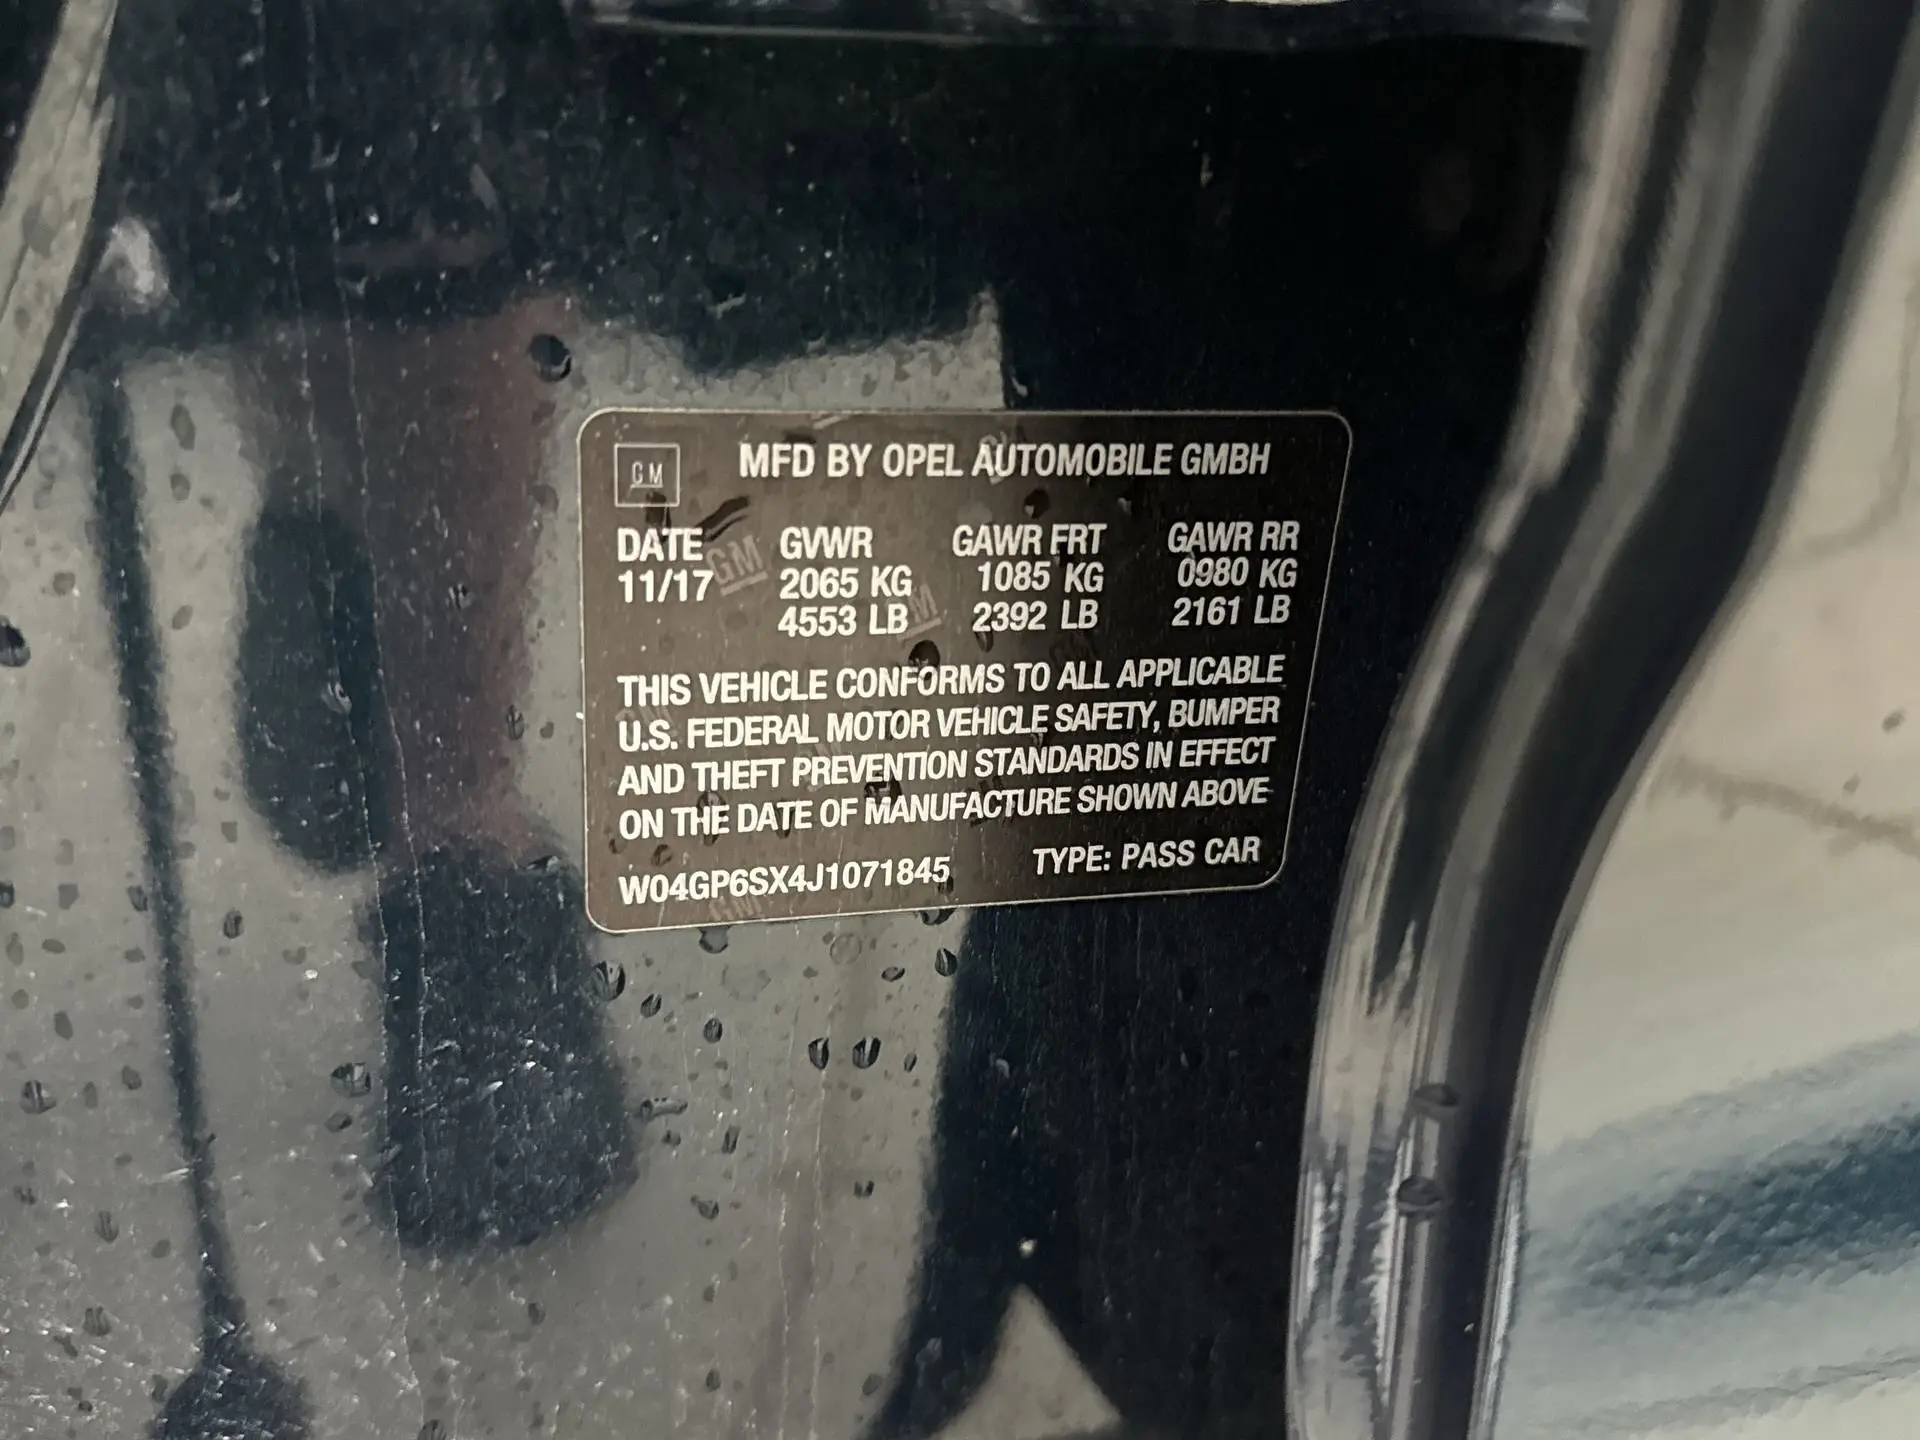 GM
MFD BY OPEL AUTOMOBILE GMBH
DATE GVWR GAWR FRT GAWR RR
11/17 2065 KG 1085 KG 0980 KG
4553 LB 2392 LB 2161 LB
THIS VEHICLE CONFORMS TO ALL APPLICABLE
U.S. FEDERAL MOTOR VEHICLE SAFETY, BUMPER
AND THEFT PREVENTION STANDARDS IN EFFECT
ON THE DATE OF MANUFACTURE SHOWN ABOVE
W04GP6SX4J1071845 TYPE: PASS CAR